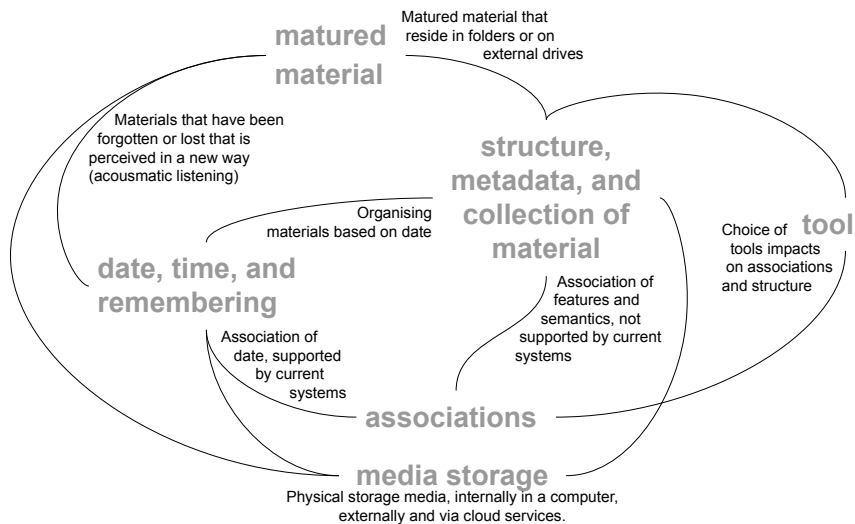 matured
material
Matured material that
reside in folders or on
external drives
Materials that have been
forgotten or lost that is
perceived in a new way
(acousmatic listening)
structure,
metadata, and
collection of
material
Organising
materials based on date
Choice of
tools impacts
on associations
and structure
tool
date, time, and
remembering
Association of
features and
semantics, not
supported by current
systems
Association of
date, supported
by current
systems
associations
media storage
Physical storage media, internally in a computer,
externally and via cloud services.